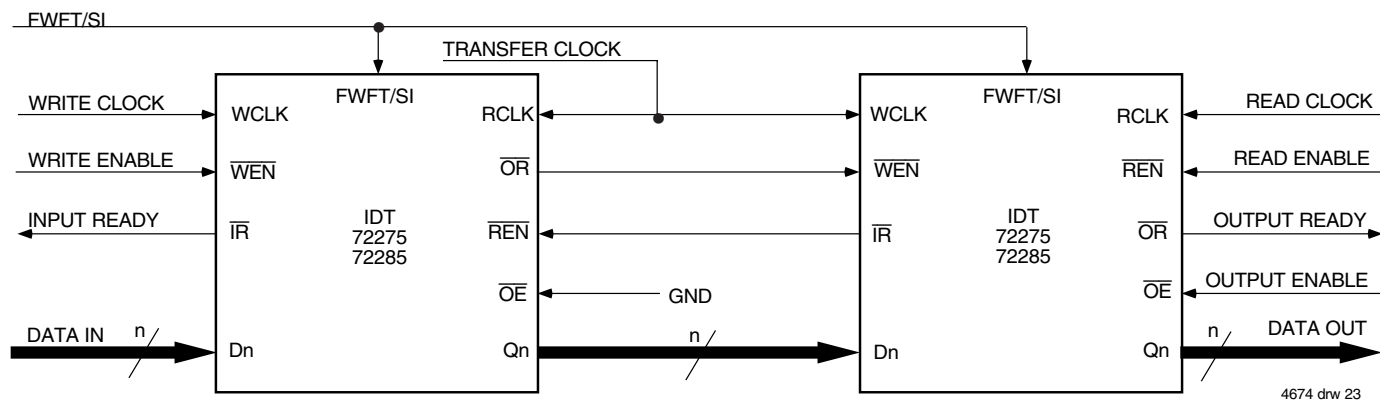 FWFT/SI
TRANSFER CLOCK
FWFT/SI
FWFT/SI
WRITE CLOCK
WCLK
RCLK
WCLK
RCLK
READ CLOCK
WRITE ENABLE
WEN
OR
WEN
REN
READ ENABLE
INPUT READY
IR
IDT
72275
72285
REN
IR
IDT
72275
72285
OR
OUTPUT READY
OE
GND
OE
OUTPUT ENABLE
DATA IN
n
Dn
Qn
n
Dn
Qn
n
DATA OUT
4674 drw 23